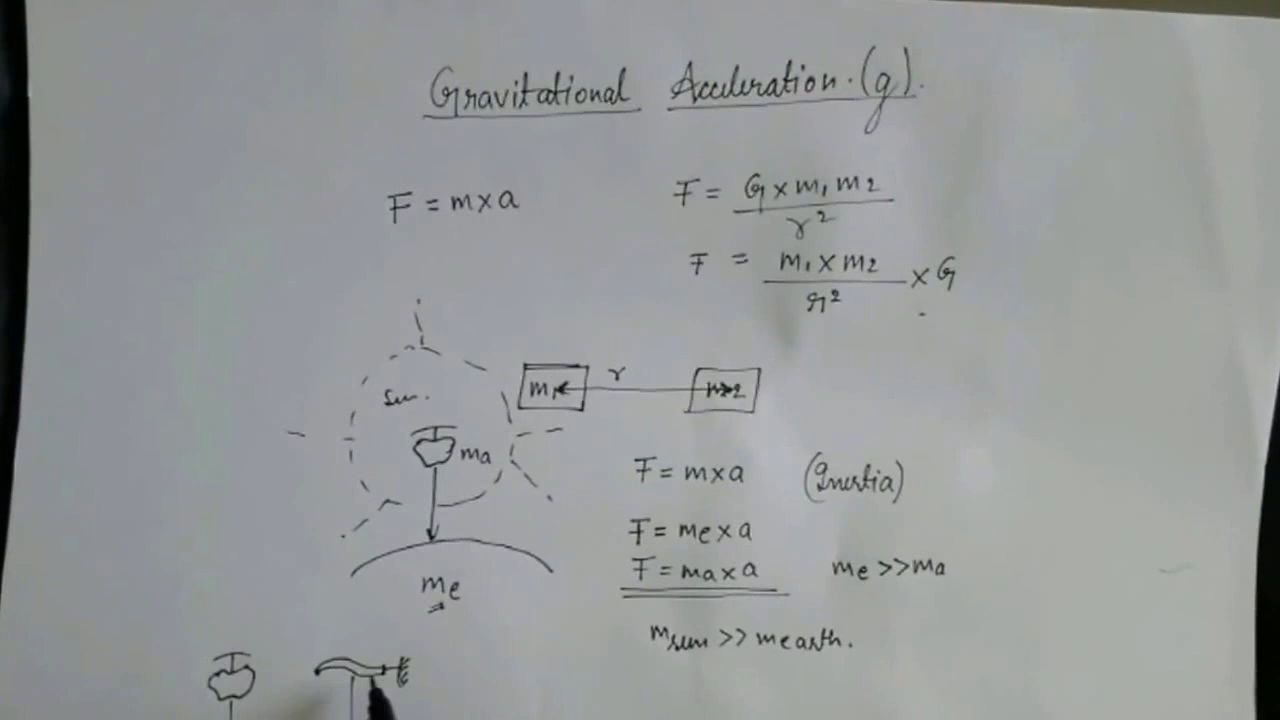 Gravitational Acceleration. (g).
F = m x a
F = G x m1 m2 / r²
F = m1 x m2 / r² x G
Sun.
m1 r m2
ma
F = m x a (Inertia)
F = me x a
F = ma x a me >> ma
me
msun >> mearth.